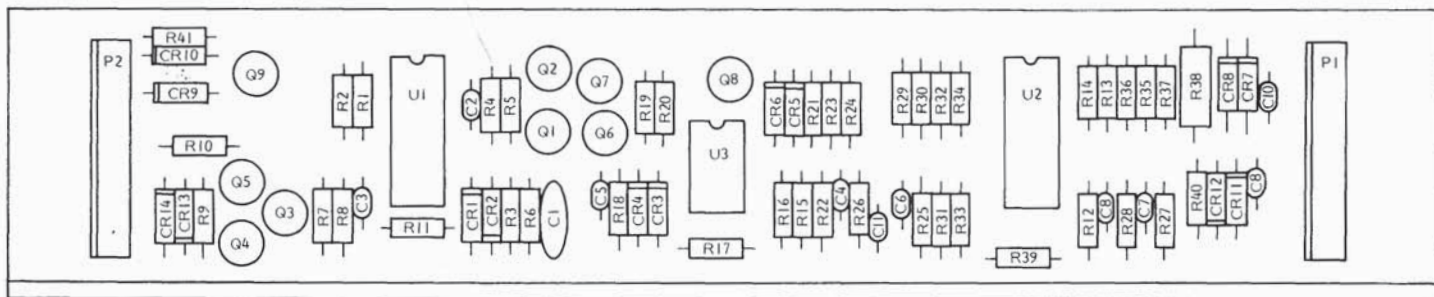 P2
R41
CR10
CR9
Q9
R10
CR14
CR13
R9
Q5
Q4
Q3
R2
R1
R7
R8
C3
U1
R11
C2
R4
R5
CR1
CR2
R3
R6
C1
Q2
Q1
Q7
Q6
C5
R18
CR4
CR3
R19
R20
Q8
U3
R17
CR6
CR5
R21
R23
R24
R16
R15
R22
C4
R26
C11
R29
R30
R32
R34
C6
R25
R31
R33
U2
R39
R14
R13
R36
R35
R37
R12
C8
R28
C7
R27
R38
CR8
CR7
C10
R40
CR12
CR11
C8
P1